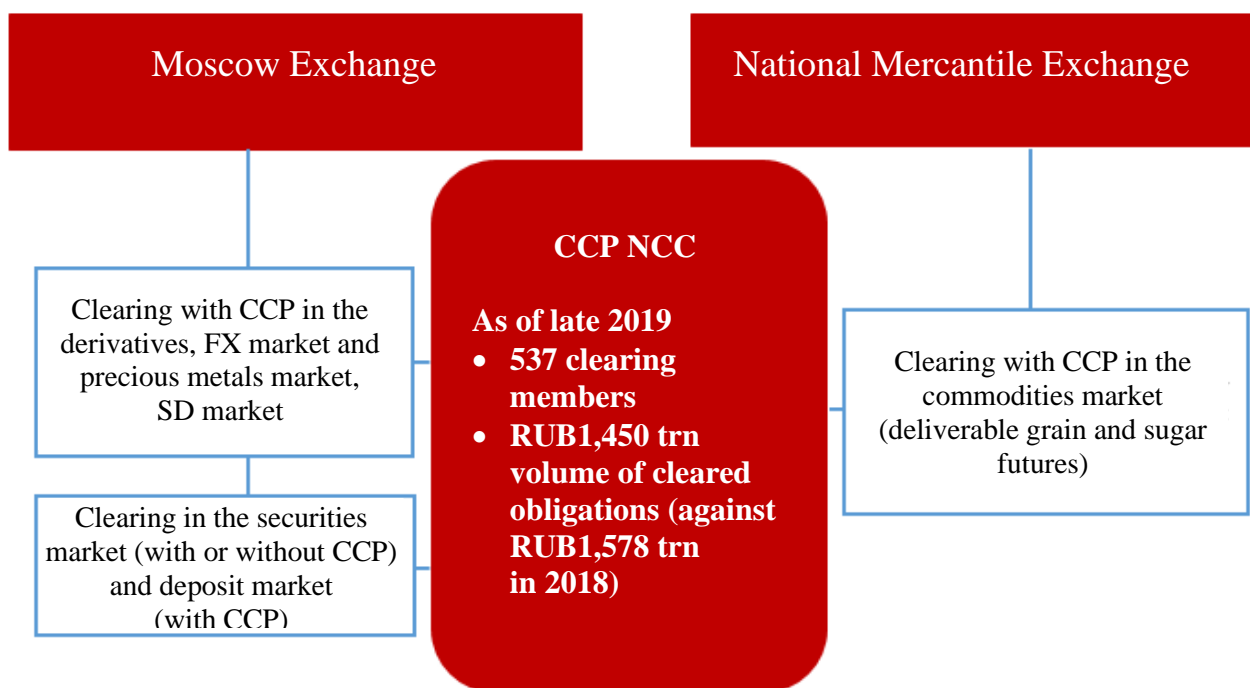 Moscow Exchange
National Mercantile Exchange
CCP NCC
As of late 2019
• 537 clearing
members
• RUB1,450 trn
volume of cleared
obligations (against
RUB1,578 trn
in 2018)
Clearing with CCP in the
derivatives, FX market and
precious metals market,
SD market
Clearing in the securities
market (with or without CCP)
and deposit market
(with CCP)
Clearing with CCP in the
commodities market
(deliverable grain and sugar
futures)